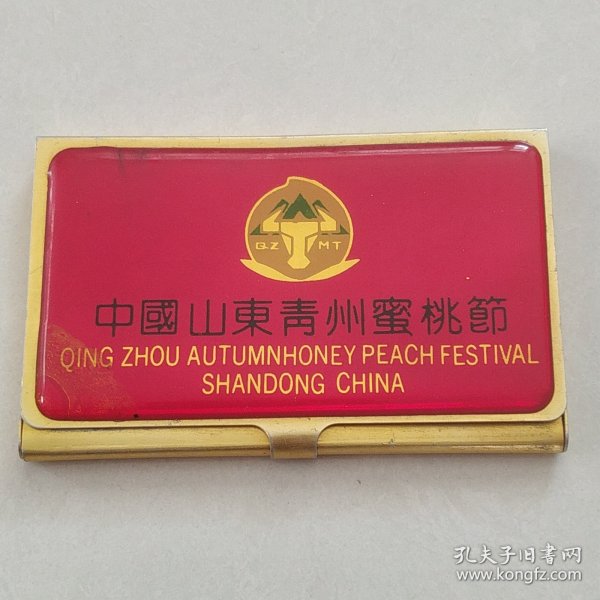 QZ MT
中國山東青州蜜桃節
QING ZHOU AUTUMNHONEY PEACH FESTIVAL
SHANDONG CHINA
孔夫子旧書网
www.kongfz.com